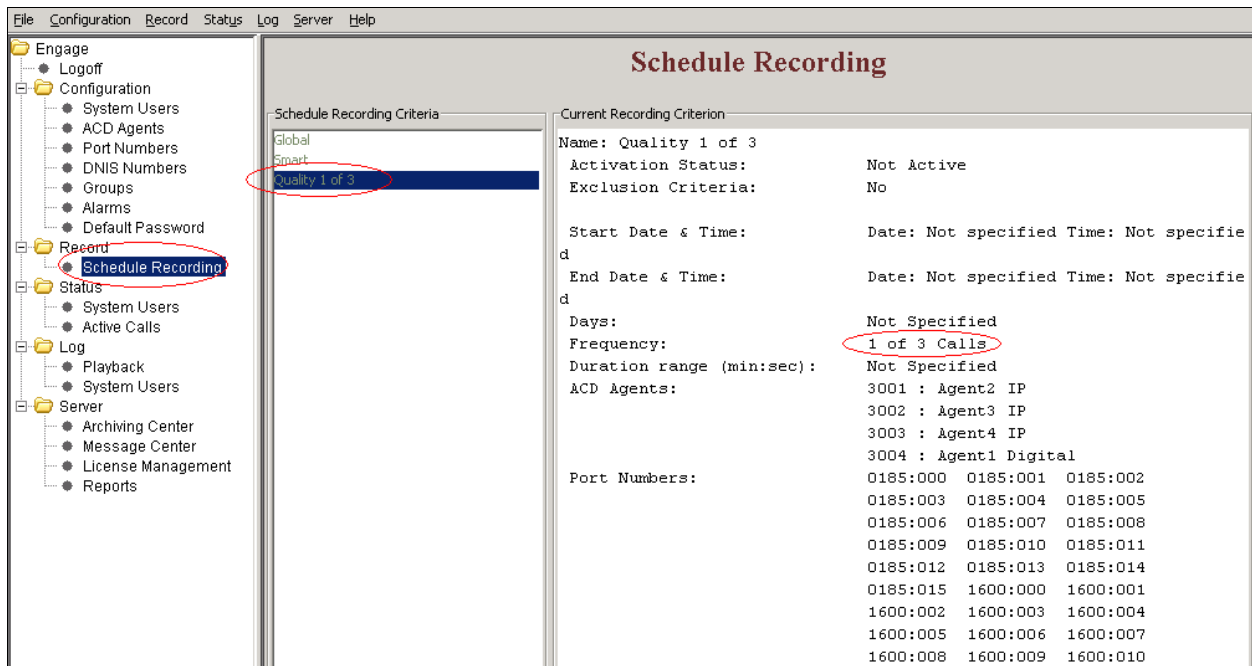 File Configuration Record Status Log Server Help
Engage
Logoff
Configuration
System Users
ACD Agents
Port Numbers
DNIS Numbers
Groups
Alarms
Default Password
Record
Schedule Recording
Status
System Users
Active Calls
Log
Playback
System Users
Server
Archiving Center
Message Center
License Management
Reports
Schedule Recording
Schedule Recording Criteria
Global
Smart
Quality 1 of 3
Current Recording Criterion
Name: Quality 1 of 3
Activation Status: Not Active
Exclusion Criteria: No
Start Date & Time: Date: Not specified Time: Not specifie
d
End Date & Time: Date: Not specified Time: Not specifie
d
Days: Not Specified
Frequency: 1 of 3 Calls
Duration range (min:sec): Not Specified
ACD Agents: 3001 : Agent2 IP
3002 : Agent3 IP
3003 : Agent4 IP
3004 : Agent1 Digital
Port Numbers: 0185:000 0185:001 0185:002
0185:003 0185:004 0185:005
0185:006 0185:007 0185:008
0185:009 0185:010 0185:011
0185:012 0185:013 0185:014
0185:015 1600:000 1600:001
1600:002 1600:003 1600:004
1600:005 1600:006 1600:007
1600:008 1600:009 1600:010